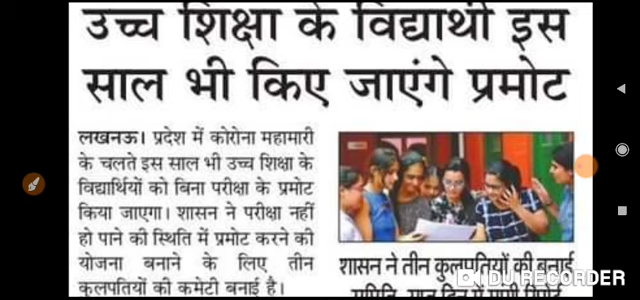 उच्च शिक्षा के विद्यार्थी इस
साल भी किए जाएंगे प्रमोट
लखनऊ। प्रदेश में कोरोना महामारी
के चलते इस साल भी उच्च शिक्षा के
विद्यार्थियों को बिना परीक्षा के प्रमोट
किया जाएगा। शासन ने परीक्षा नहीं
हो पाने की स्थिति में प्रमोट करने की
योजना बनाने के लिए तीन
कुलपतियों की कमेटी बनाई है।
शासन ने तीन कुलपतियों की बनाई
DU RECORDER